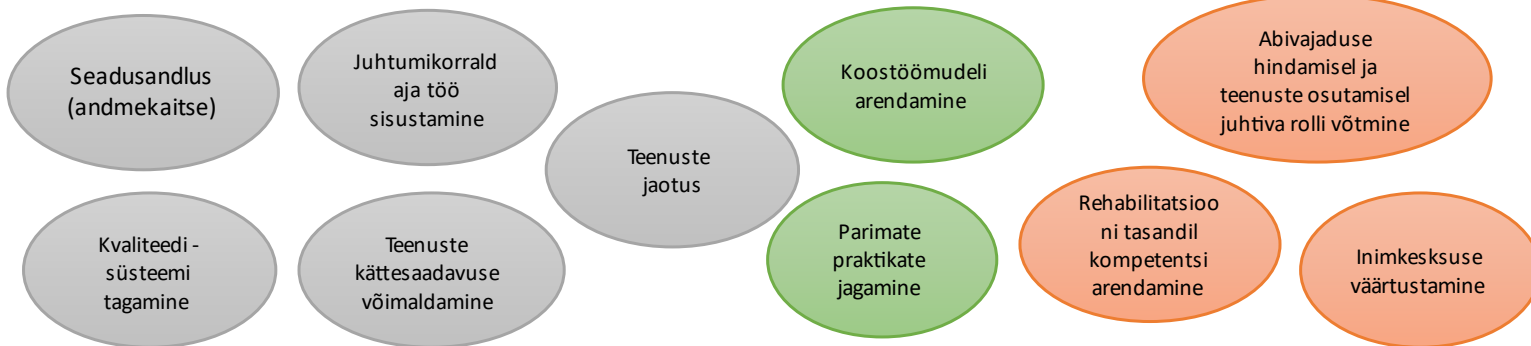 Seadusandlus
(andmekaitse)
Juhtumikorrald
aja töö
sisustamine
Teenuste
jaotus
Koostöömudeli
arendamine
Abivajaduse
hindamisel ja
teenuste osutamisel
juhtiva rolli võtmine
Kvaliteedi -
süsteemi
tagamine
Teenuste
kättesaadavuse
võimaldamine
Parimate
praktikate
jagamine
Rehabilitatsioo
ni tasandil
kompetentsi
arendamine
Inimkesksuse
väärtustamine